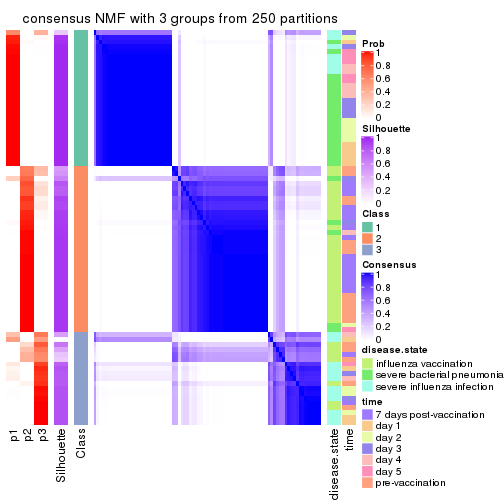 consensus NMF with 3 groups from 250 partitions
Prob
1
0.8
0.6
0.4
0.2
0
Silhouette
1
0.8
0.6
0.4
0.2
0
Class
1
2
3
Consensus
1
0.8
0.6
0.4
0.2
0
disease.state
influenza vaccination
severe bacterial pneumonia
severe influenza infection
time
7 days post-vaccination
day 1
day 2
day 3
day 4
day 5
pre-vaccination
p1
p2
p3
Silhouette
Class
disease.state
time